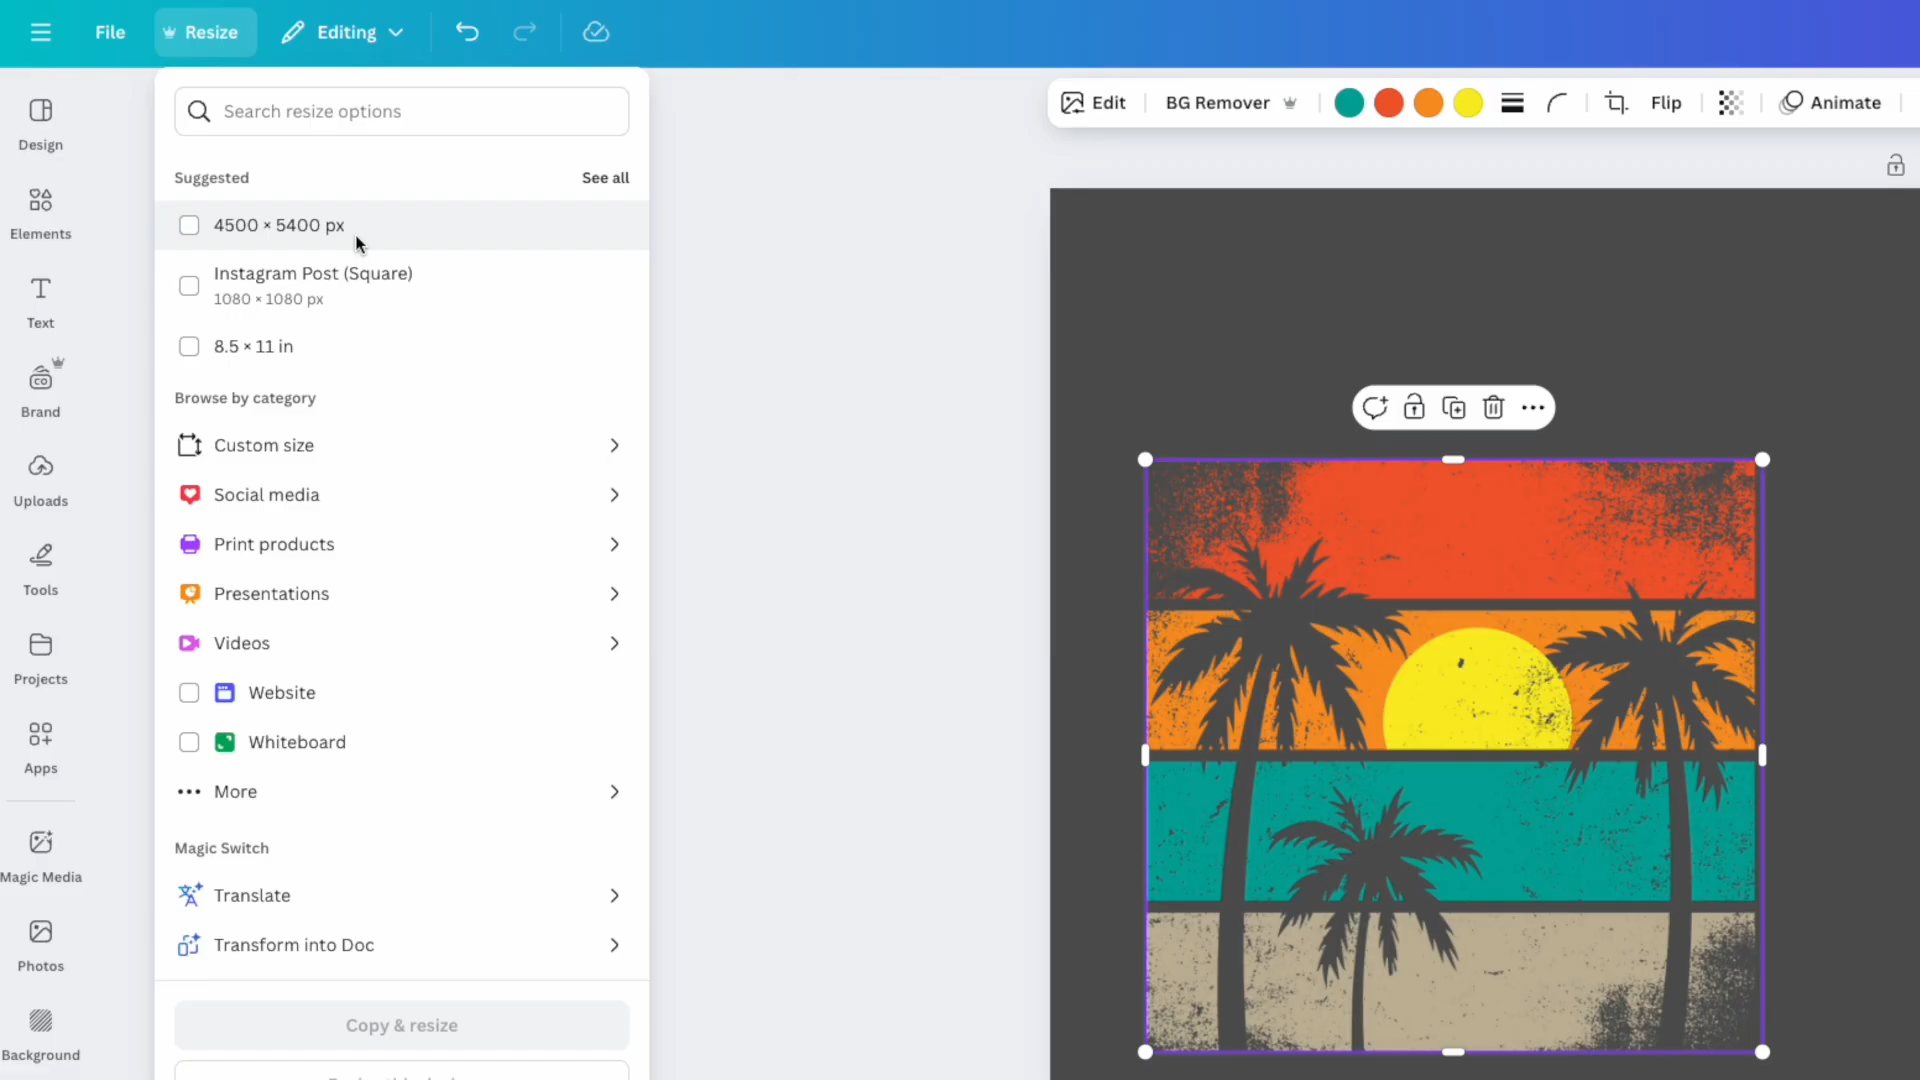 File
Resize
Editing
Search resize options
Suggested
See all
4500 × 5400 px
Instagram Post (Square)
1080 × 1080 px
8.5 × 11 in
Browse by category
Custom size
Social media
Print products
Presentations
Videos
Website
Whiteboard
More
Magic Switch
Translate
Transform into Doc
Copy & resize
Design
Elements
Text
Brand
Uploads
Tools
Projects
Apps
Magic Media
Photos
Background
Edit
BG Remover
Flip
Animate